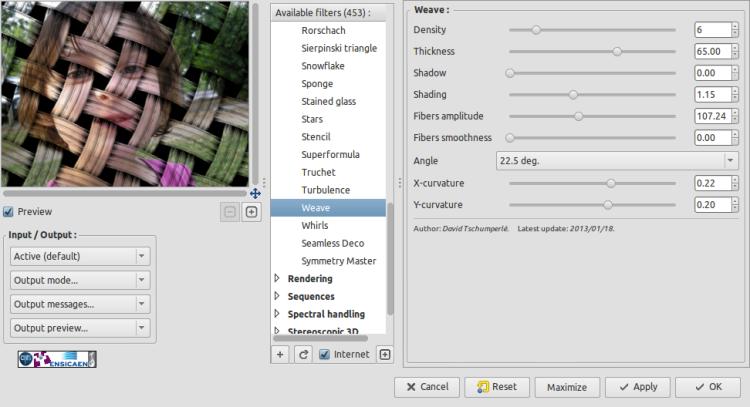 Available filters (453) :
Rorschach
Sierpinski triangle
Snowflake
Sponge
Stained glass
Stars
Stencil
Superformula
Truchet
Turbulence
Weave
Whirls
Seamless Deco
Symmetry Master
Rendering
Sequences
Spectral handling
Stereoscopic 3D
Internet
Preview
Input / Output :
Active (default)
Output mode...
Output messages...
Output preview...
ENSICAEN
Weave :
Density 6
Thickness 65.00
Shadow 0.00
Shading 1.15
Fibers amplitude 107.24
Fibers smoothness 0.00
Angle 22.5 deg.
X-curvature 0.22
Y-curvature 0.20
Author: David Tschumperlé. Latest update: 2013/01/18.
Cancel Reset Maximize Apply OK